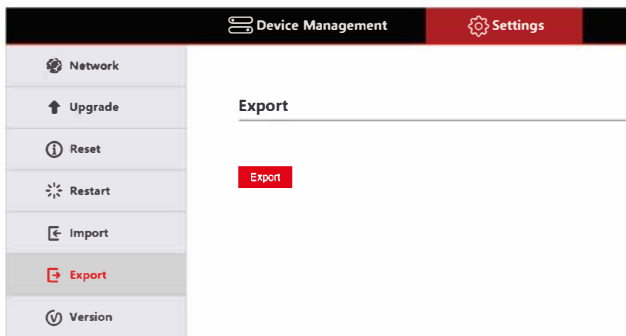 Device Management
Settings
Network
Upgrade
Reset
Restart
Import
Export
Version
Export
Export